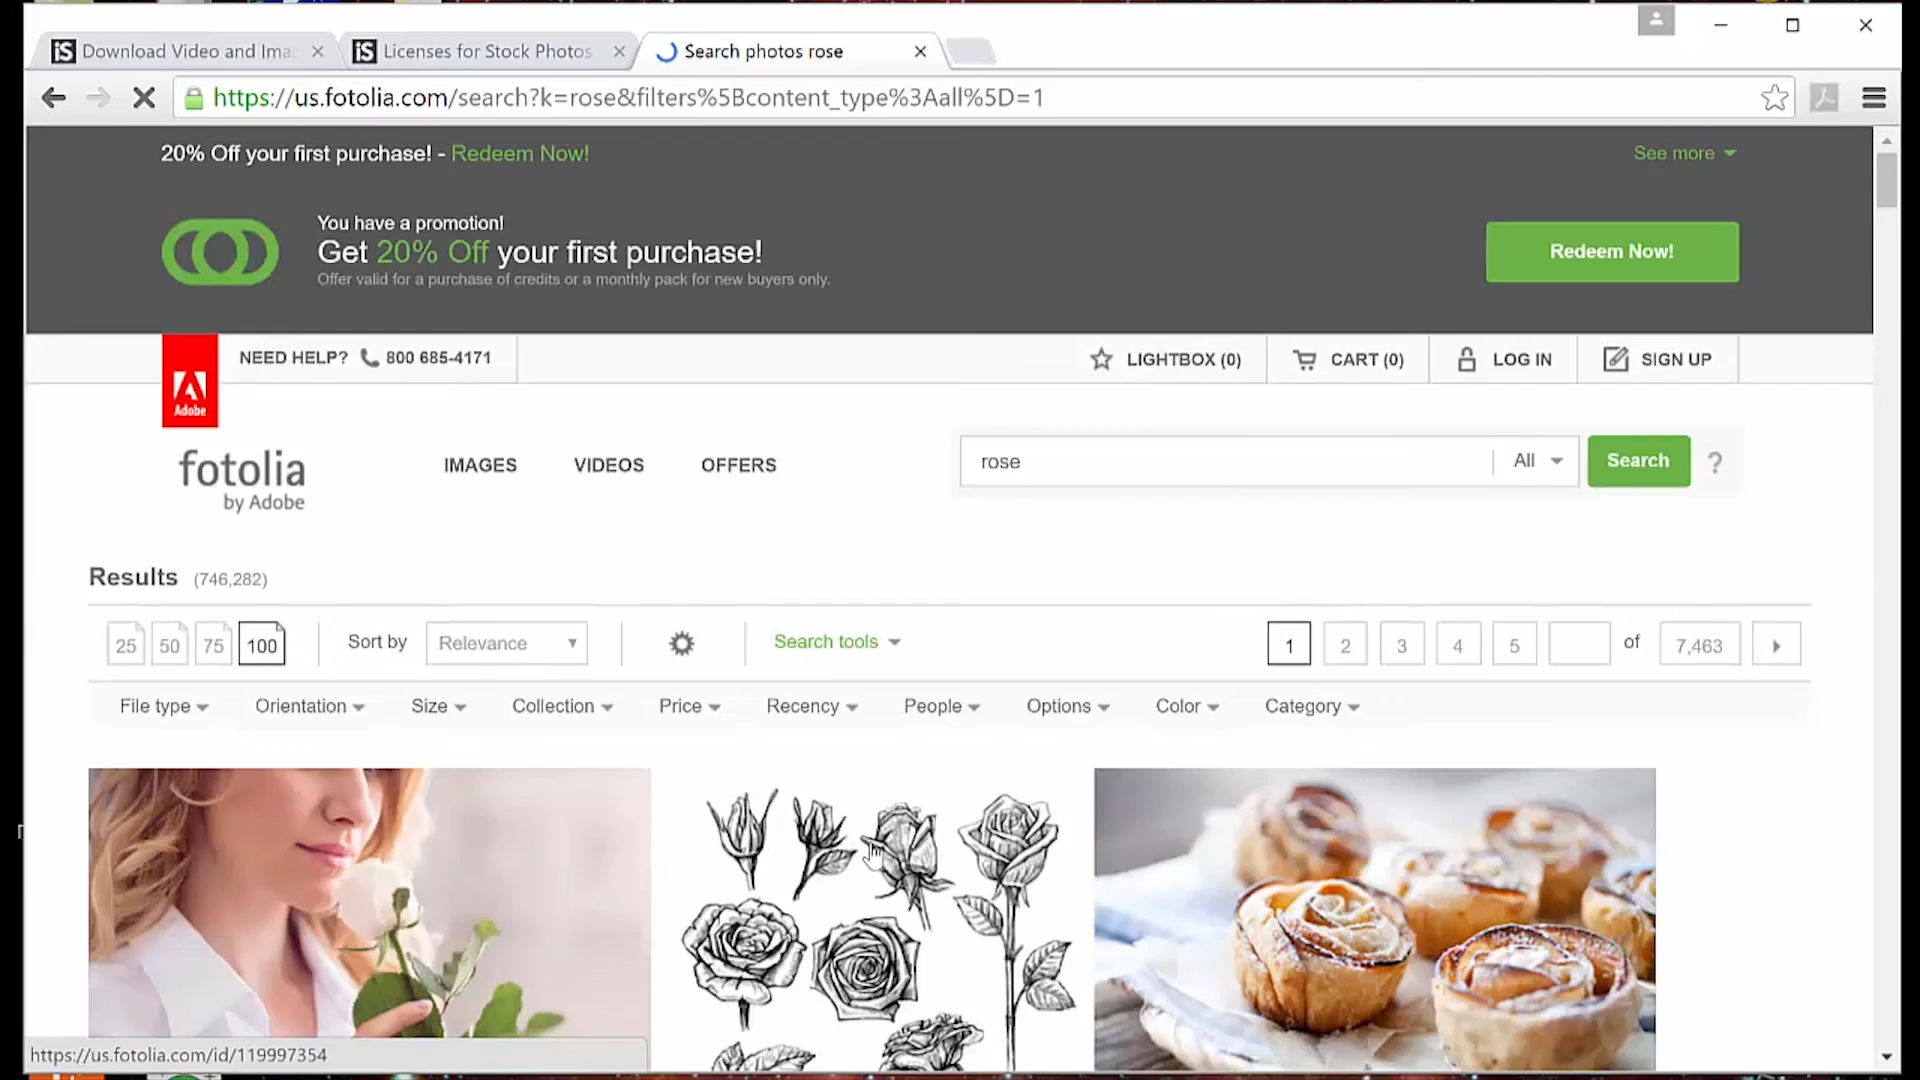 Download Video and Ima
Licenses for Stock Photos
Search photos rose
https://us.fotolia.com/search?k=rose&filters%5Bcontent_type%3Aall%5D=1
20% Off your first purchase! - Redeem Now!
See more
You have a promotion!
Get 20% Off your first purchase!
Offer valid for a purchase of credits or a monthly pack for new buyers only.
Redeem Now!
Adobe
NEED HELP? 800 685-4171
LIGHTBOX (0)
CART (0)
LOG IN
SIGN UP
fotolia
by Adobe
IMAGES
VIDEOS
OFFERS
rose
All
Search
?
Results (746,282)
25 50 75 100
Sort by
Relevance
Search tools
1 2 3 4 5 of 7,463
File type
Orientation
Size
Collection
Price
Recency
People
Options
Color
Category
https://us.fotolia.com/id/119997354